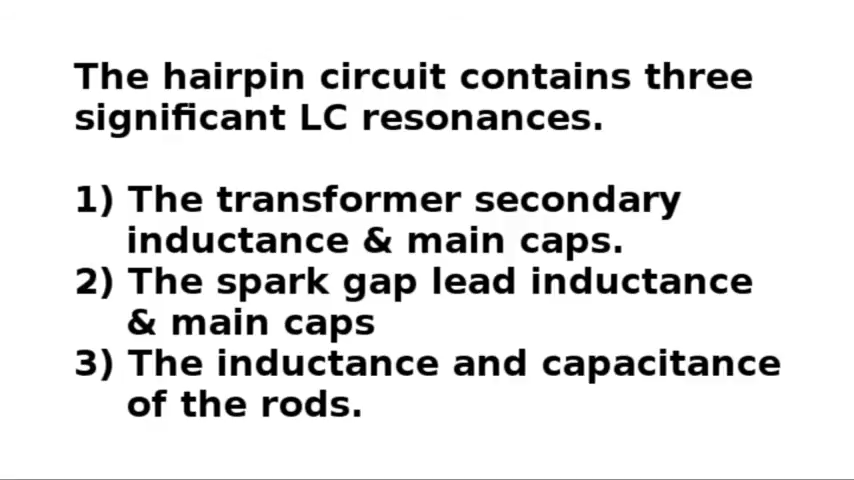 The hairpin circuit contains three
significant LC resonances.
1) The transformer secondary
inductance & main caps.
2) The spark gap lead inductance
& main caps
3) The inductance and capacitance
of the rods.